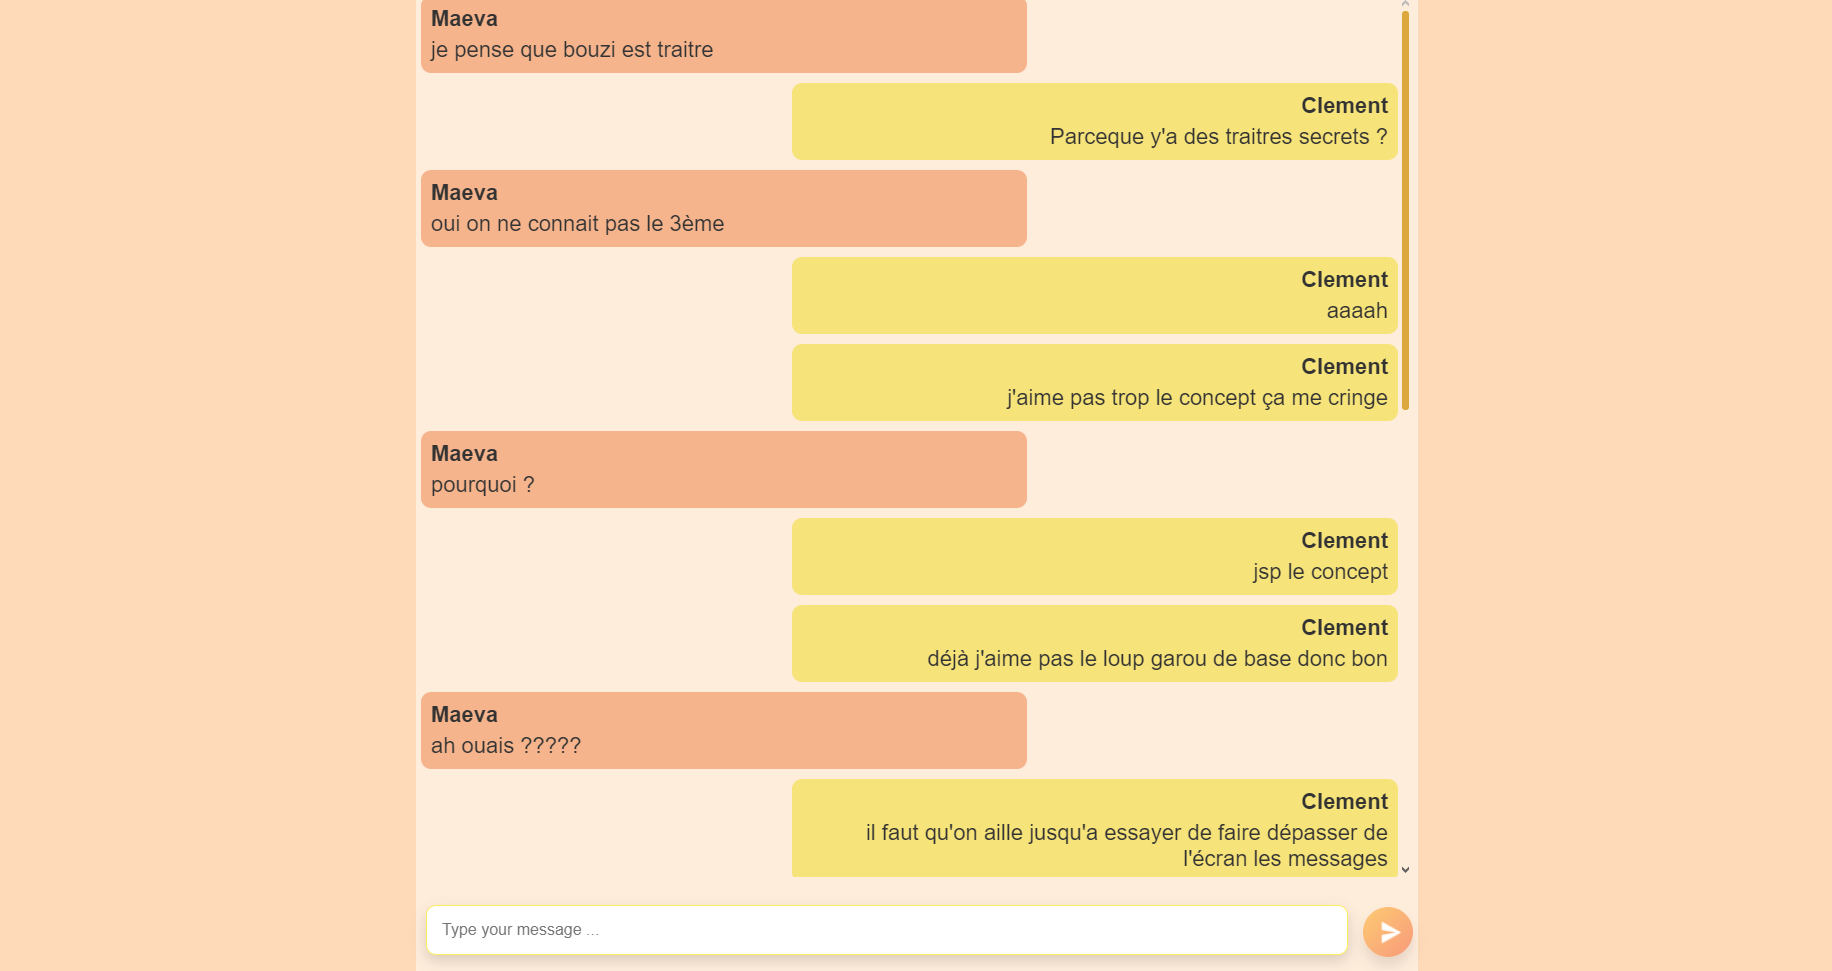 Maeva
je pense que bouzi est traitre
Clement
Parceque y'a des traitres secrets ?
Maeva
oui on ne connait pas le 3ème
Clement
aaaah
Clement
j'aime pas trop le concept ça me cringe
Maeva
pourquoi ?
Clement
jsp le concept
Clement
déjà j'aime pas le loup garou de base donc bon
Maeva
ah ouais ?????
Clement
il faut qu'on aille jusqu'a essayer de faire dépasser de
l'écran les messages
Type your message ...